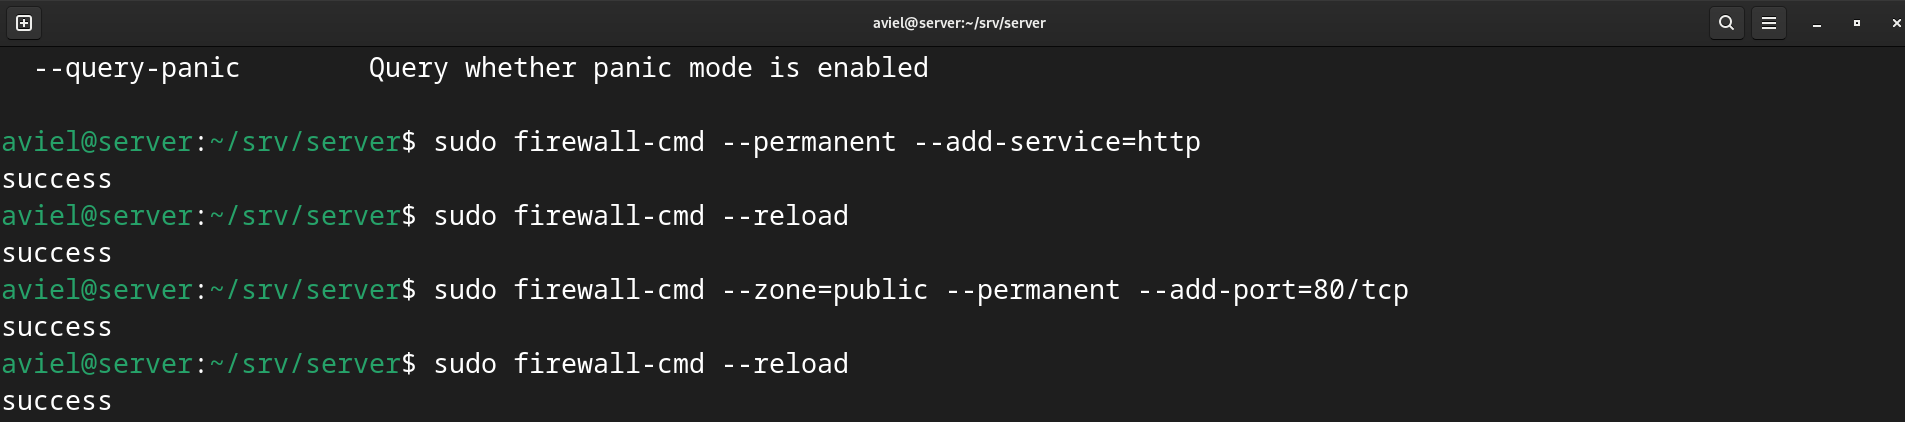 aviel@server:~/srv/server
--query-panic        Query whether panic mode is enabled
aviel@server:~/srv/server$ sudo firewall-cmd --permanent --add-service=http
success
aviel@server:~/srv/server$ sudo firewall-cmd --reload
success
aviel@server:~/srv/server$ sudo firewall-cmd --zone=public --permanent --add-port=80/tcp
success
aviel@server:~/srv/server$ sudo firewall-cmd --reload
success